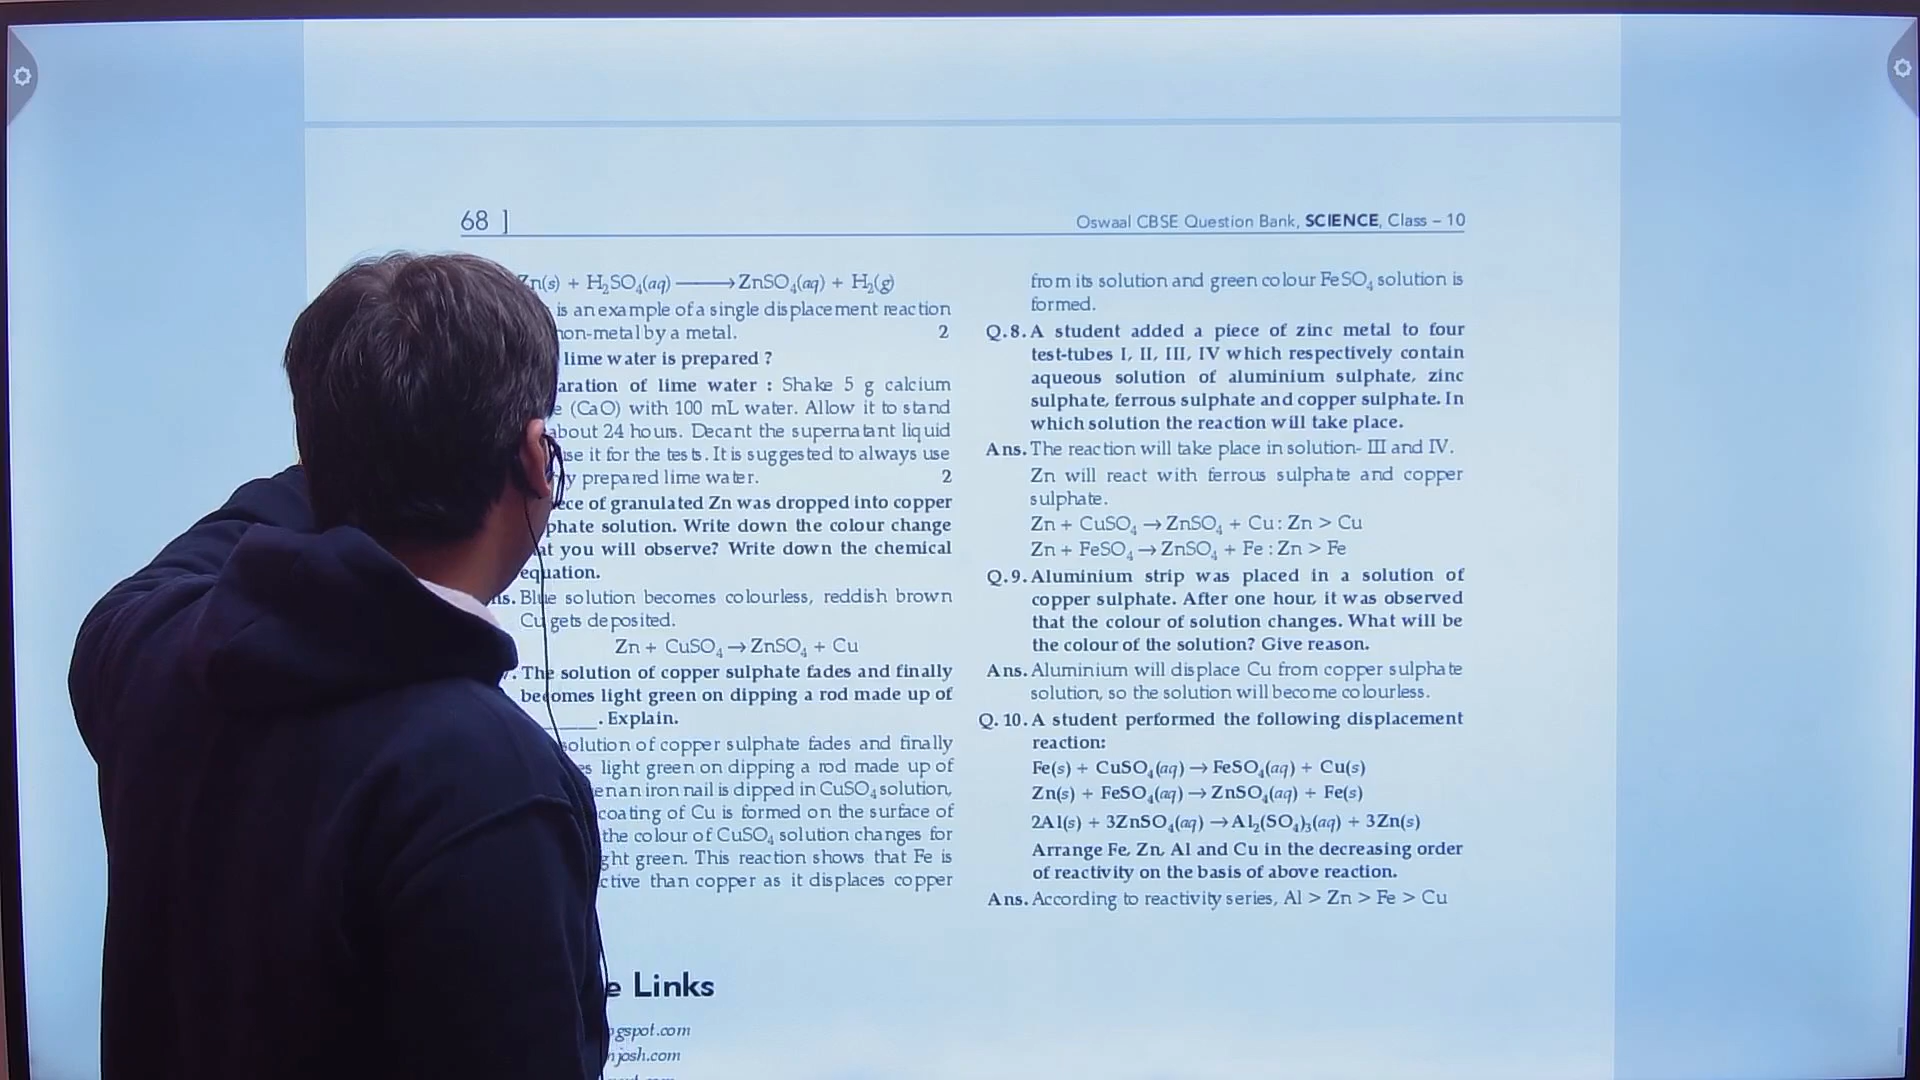 68 ]
Oswaal CBSE Question Bank, SCIENCE, Class – 10
Zn(s) + H₂SO₄(aq) ⟶ ZnSO₄(aq) + H₂(g)
is an example of a single displacement reaction
non-metal by a metal. 2
lime water is prepared ?
of lime water : Shake 5 g calcium
(CaO) with 100 mL water. Allow it to stand
about 24 hours. Decant the supernatant liquid
use it for the tests. It is suggested to always use
prepared lime water. 2
of granulated Zn was dropped into copper
solution. Write down the colour change
you will observe? Write down the chemical
equation.
Blue solution becomes colourless, reddish brown
Cu gets deposited.
Zn + CuSO₄ → ZnSO₄ + Cu
The solution of copper sulphate fades and finally
becomes light green on dipping a rod made up of
______. Explain.
solution of copper sulphate fades and finally
light green on dipping a rod made up of
an iron nail is dipped in CuSO₄ solution,
coating of Cu is formed on the surface of
the colour of CuSO₄ solution changes for
green. This reaction shows that Fe is
than copper as it displaces copper
from its solution and green colour FeSO₄ solution is
formed.
Q.8. A student added a piece of zinc metal to four
test-tubes I, II, III, IV which respectively contain
aqueous solution of aluminium sulphate, zinc
sulphate, ferrous sulphate and copper sulphate. In
which solution the reaction will take place.
Ans. The reaction will take place in solution- III and IV.
Zn will react with ferrous sulphate and copper
sulphate.
Zn + CuSO₄ → ZnSO₄ + Cu : Zn > Cu
Zn + FeSO₄ → ZnSO₄ + Fe : Zn > Fe
Q.9. Aluminium strip was placed in a solution of
copper sulphate. After one hour, it was observed
that the colour of solution changes. What will be
the colour of the solution? Give reason.
Ans. Aluminium will displace Cu from copper sulphate
solution, so the solution will become colourless.
Q. 10. A student performed the following displacement
reaction:
Fe(s) + CuSO₄(aq) → FeSO₄(aq) + Cu(s)
Zn(s) + FeSO₄(aq) → ZnSO₄(aq) + Fe(s)
2Al(s) + 3ZnSO₄(aq) → Al₂(SO₄)₃(aq) + 3Zn(s)
Arrange Fe, Zn, Al and Cu in the decreasing order
of reactivity on the basis of above reaction.
Ans. According to reactivity series, Al > Zn > Fe > Cu
Links